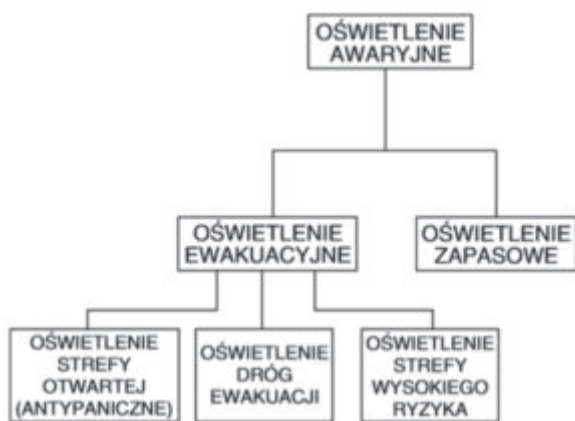 OŚWIETLENIE
AWARYJNE
OŚWIETLENIE
EWAKUACYJNE
OŚWIETLENIE
ZAPASOWE
OŚWIETLENIE
STREFY
OTWARTEJ
(ANTYPANICZNE)
OŚWIETLENIE
DRÓG
EWAKUACJI
OŚWIETLENIE
STREFY
WYSOKIEGO
RYZYKA